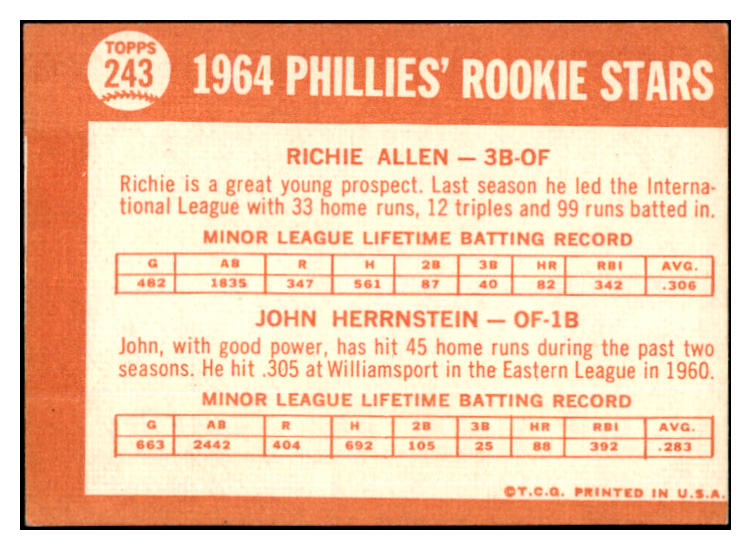 TOPPS
243
1964 PHILLIES' ROOKIE STARS
RICHIE ALLEN — 3B-OF
Richie is a great young prospect. Last season he led the Interna-
tional League with 33 home runs, 12 triples and 99 runs batted in.
MINOR LEAGUE LIFETIME BATTING RECORD
G AB R H 2B 3B HR RBI AVG.
482 1835 347 561 87 40 82 342 .306
JOHN HERRNSTEIN — OF-1B
John, with good power, has hit 45 home runs during the past two
seasons. He hit .305 at Williamsport in the Eastern League in 1960.
MINOR LEAGUE LIFETIME BATTING RECORD
G AB R H 2B 3B HR RBI AVG.
663 2442 404 692 105 25 88 392 .283
©T.C.G. PRINTED IN U.S.A.